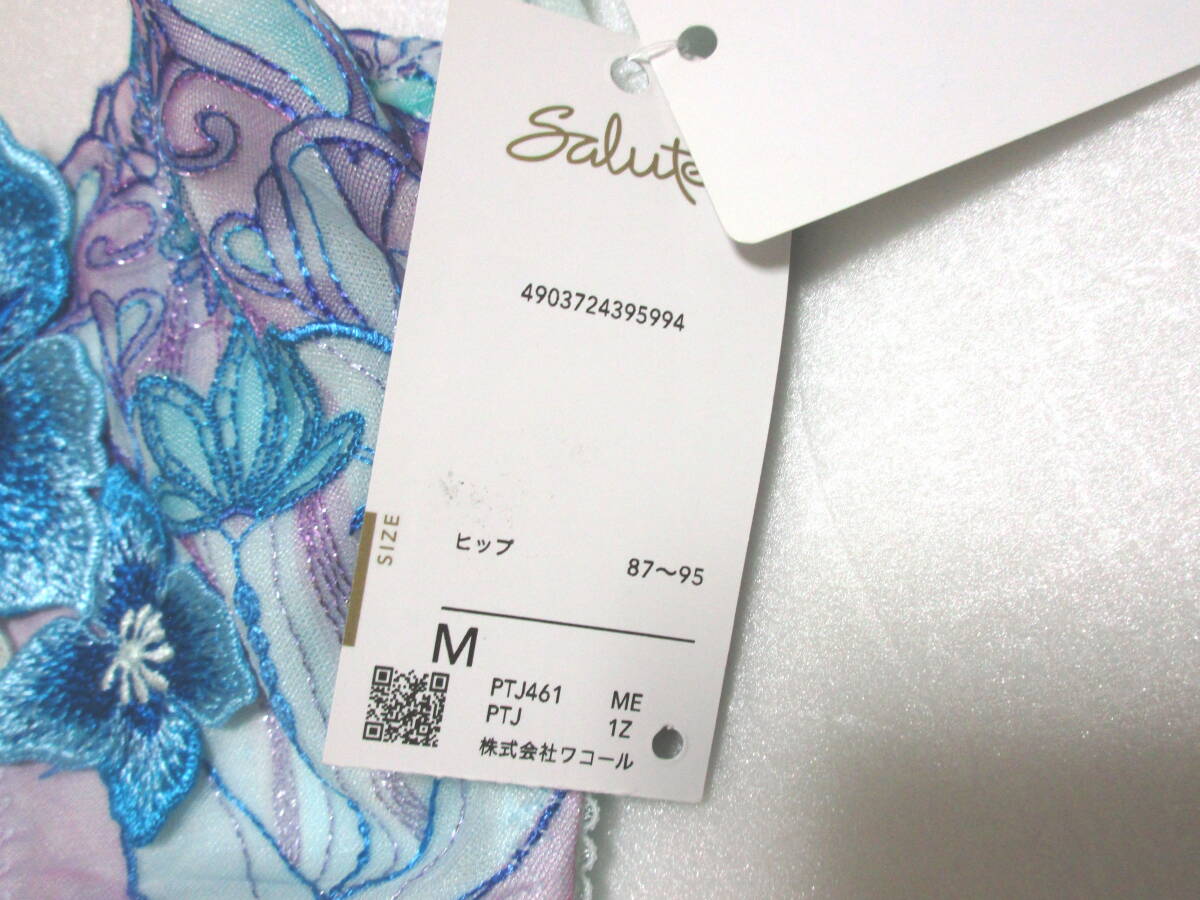 Salute
4903724395994
SIZE
ヒップ 87～95
M
PTJ461 ME
PTJ 1Z
株式会社ワコール